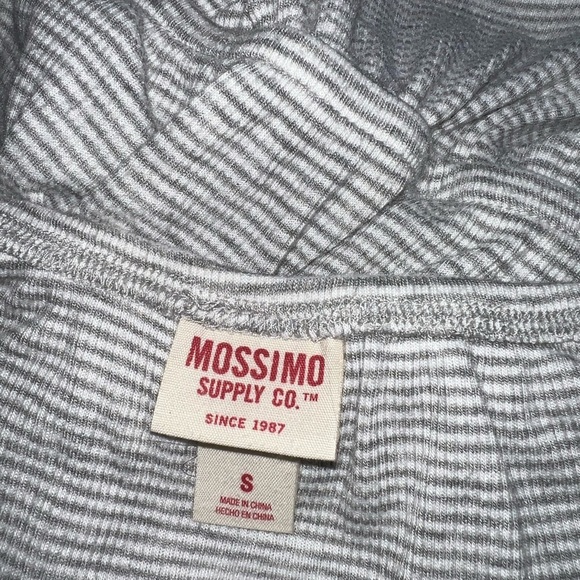 MOSSIMO
SUPPLY CO.™
SINCE 1987
S
MADE IN CHINA
HECHO EN CHINA